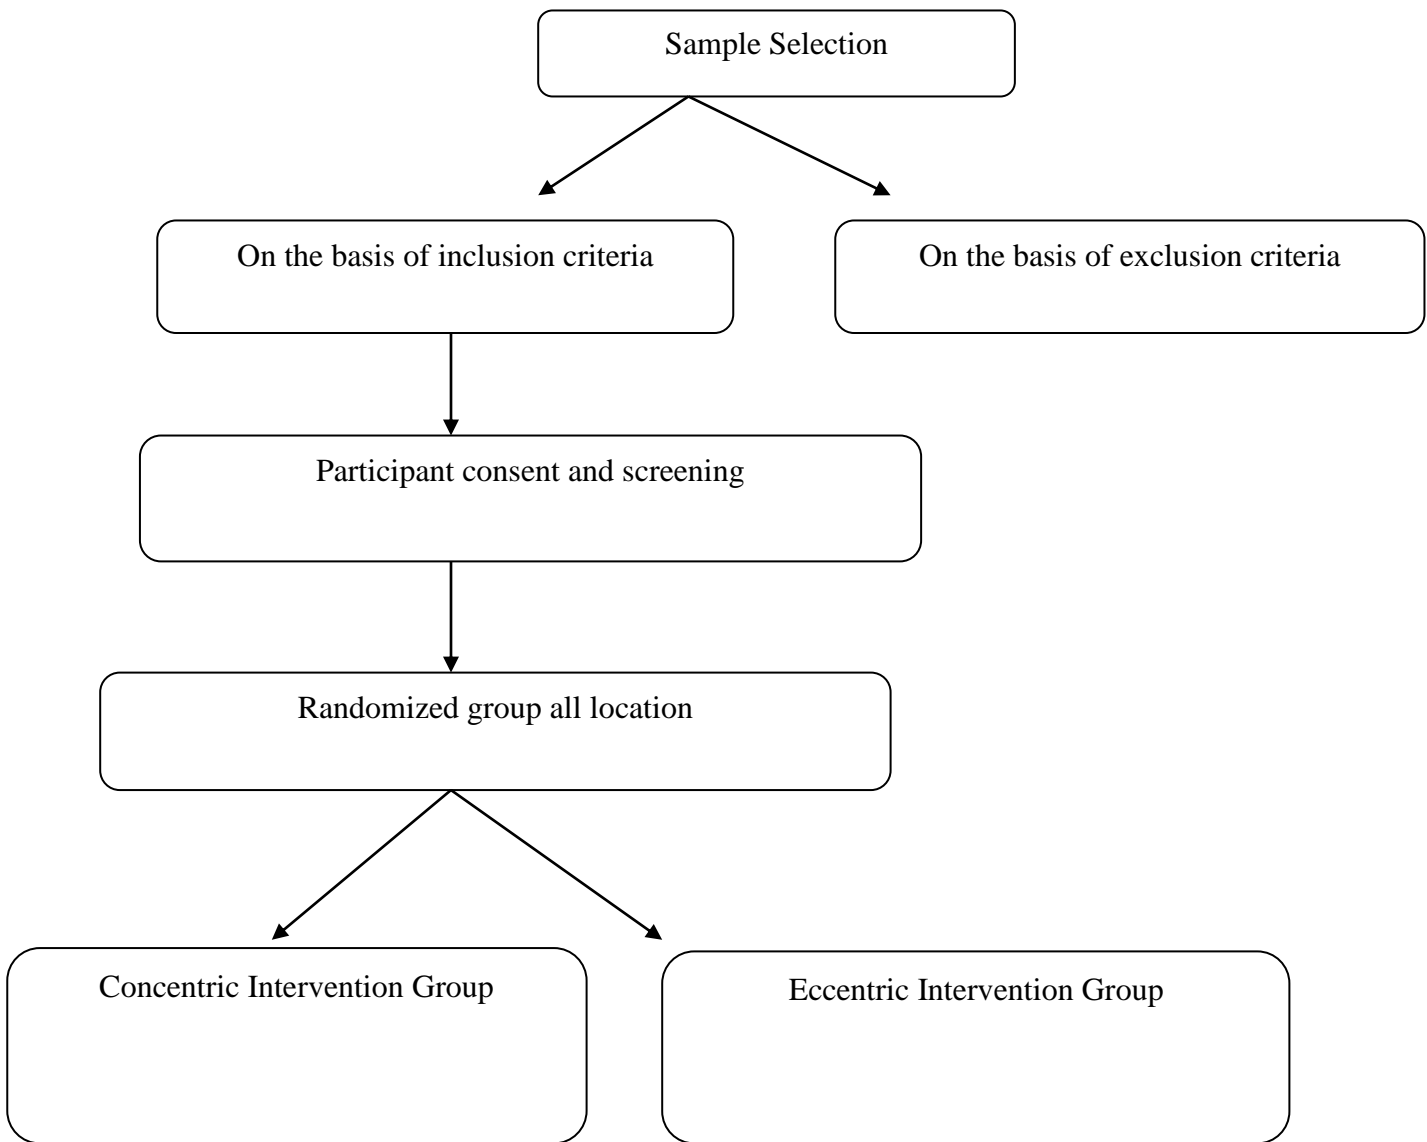 Sample Selection
On the basis of inclusion criteria
On the basis of exclusion criteria
Participant consent and screening
Randomized group all location
Concentric Intervention Group
Eccentric Intervention Group